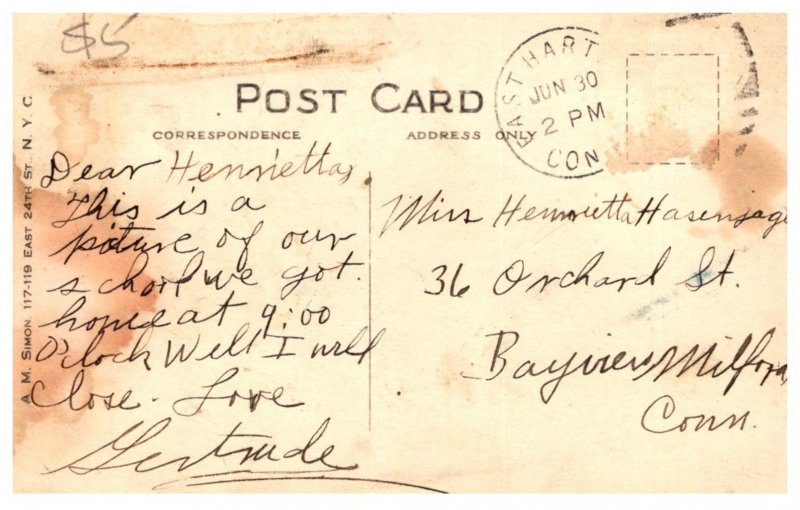 $5
POST CARD
CORRESPONDENCE
ADDRESS ONLY
EAST HART
JUN 30
2 PM
CON
A. M. SIMON, 117-119 EAST 24TH ST., N. Y. C.
Dear Henrietta,
This is a
picture of our
school we got
home at 9:00
O'clock Well I will
close. Love
Gertrude
Miss Henrietta Hasenjag
36 Orchard St.
Bayview Milford
Conn.